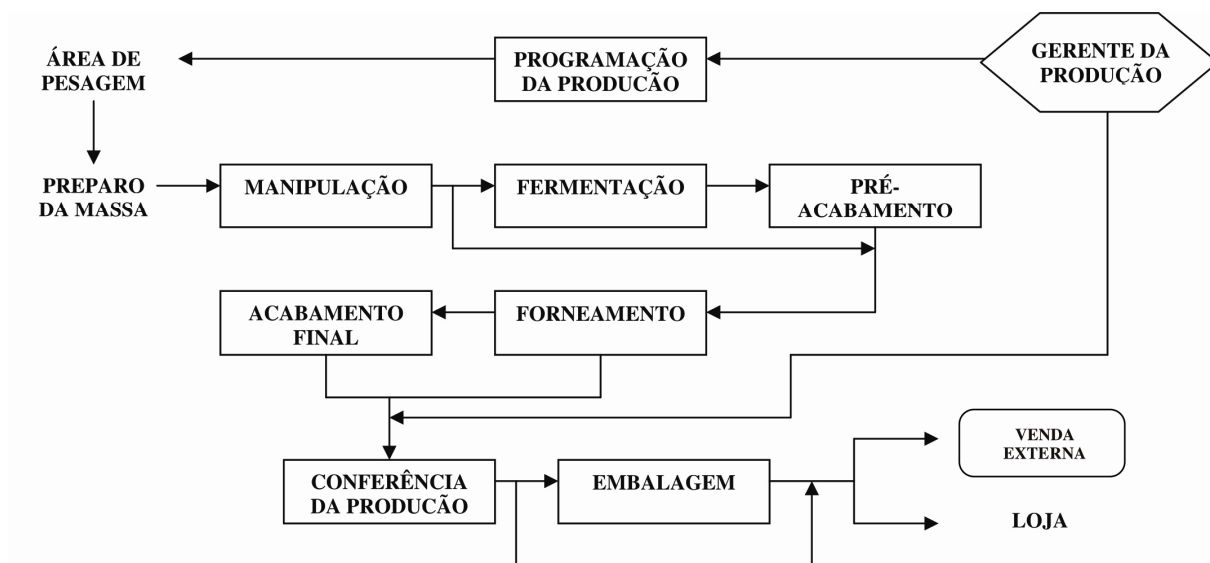 ÁREA DE
PESAGEM
PROGRAMAÇÃO
DA PRODUCÃO
GERENTE DA
PRODUÇÃO
PREPARO
DA MASSA
MANIPULAÇÃO
FERMENTAÇÃO
PRÉ-
ACABAMENTO
ACABAMENTO
FINAL
FORNEAMENTO
CONFERÊNCIA
DA PRODUCÃO
EMBALAGEM
VENDA
EXTERNA
LOJA